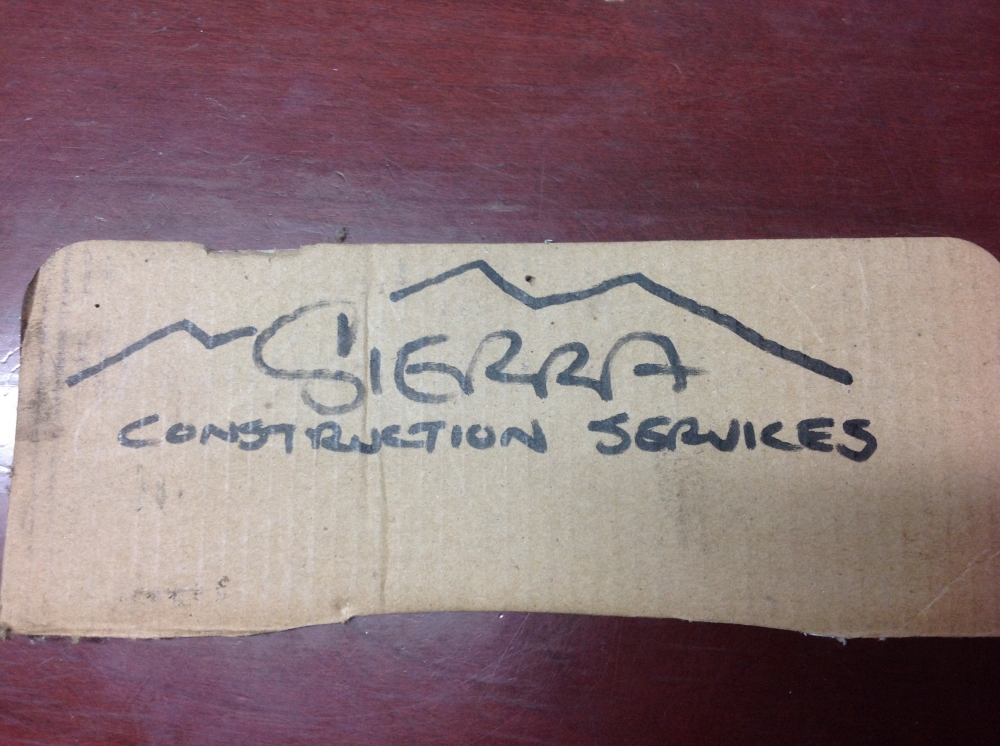 SIERRA
CONSTRUCTION SERVICES